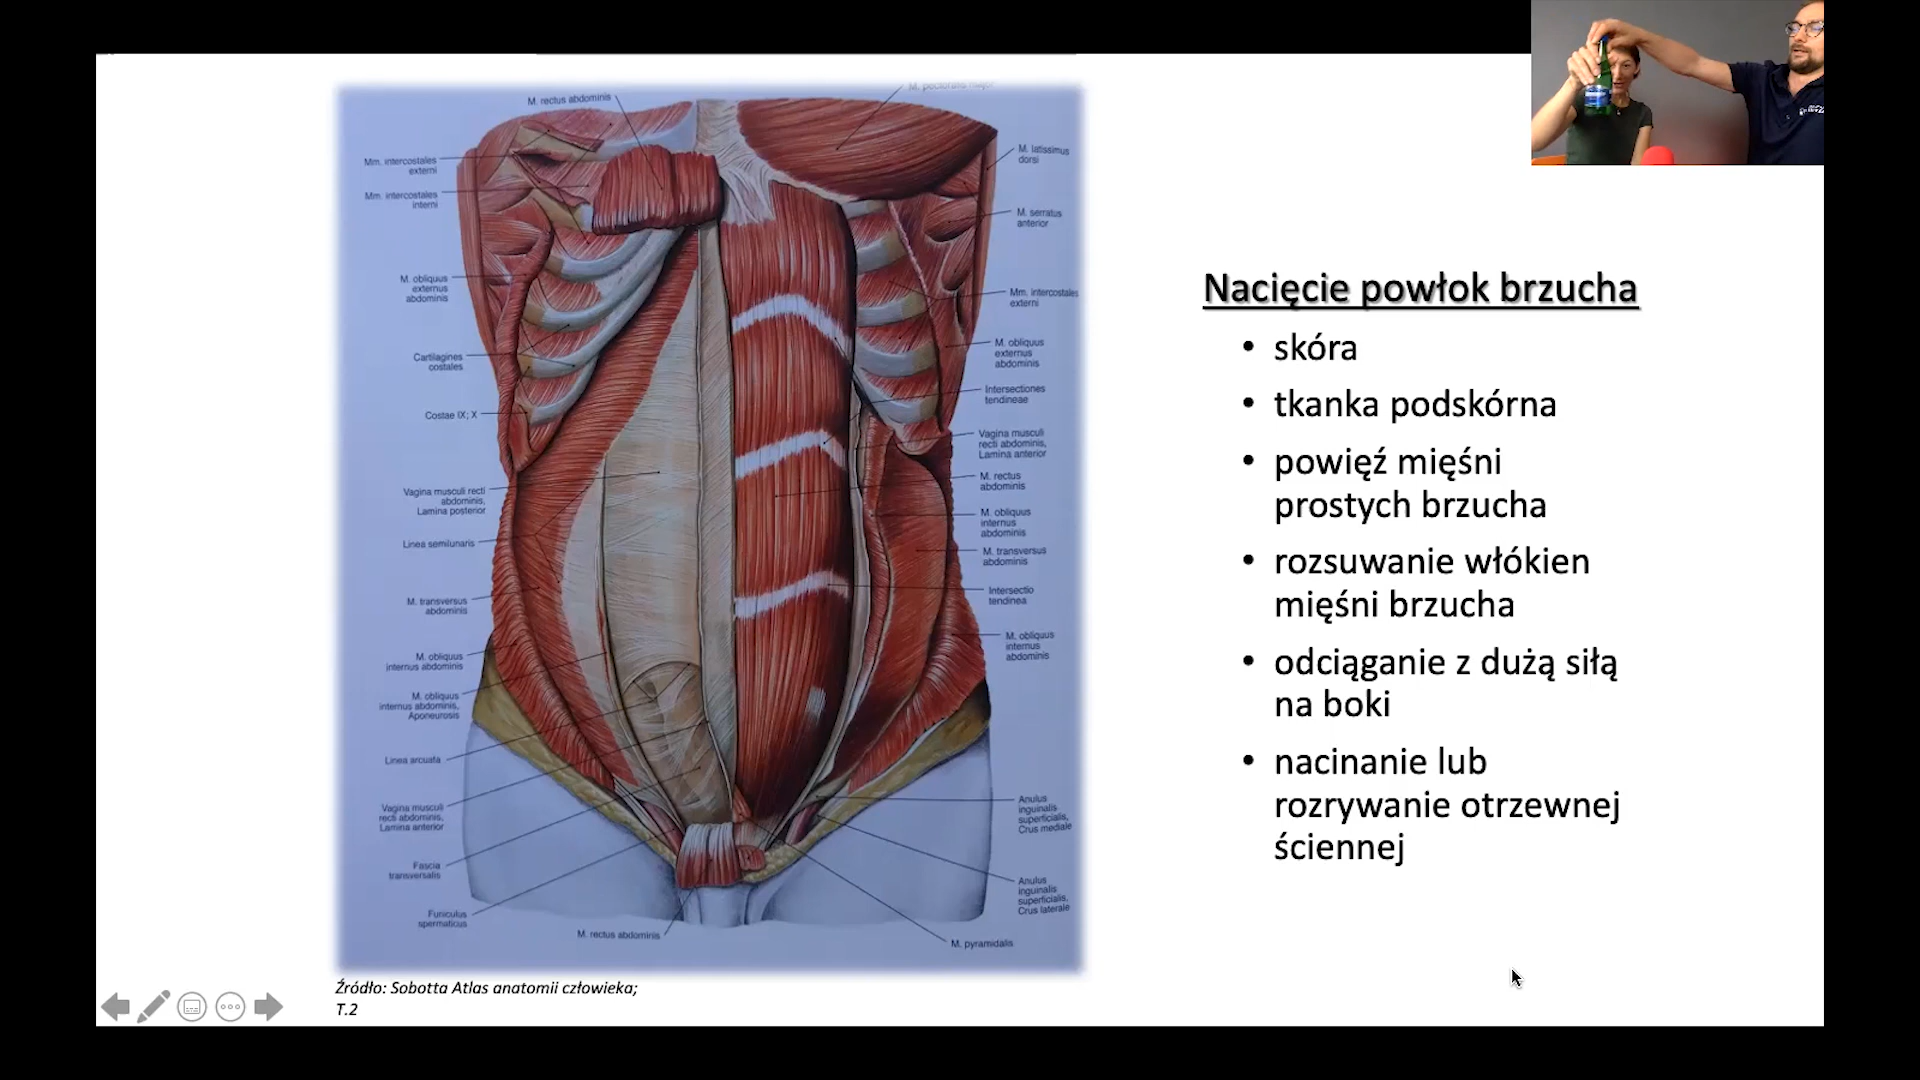 M. rectus abdominis
M. pectoralis major
Mm. intercostales
externi
Mm. intercostales
interni
M. obliquus
externus
abdominis
Cartilagines
costales
Costae IX; X
Vagina musculi recti
abdominis,
Lamina posterior
Linea semilunaris
M. transversus
abdominis
M. obliquus
internus abdominis
M. obliquus
internus abdominis,
Aponeurosis
Linea arcuata
Vagina musculi
recti abdominis,
Lamina anterior
Fascia
transversalis
Funiculus
spermaticus
M. rectus abdominis
M. latissimus
dorsi
M. serratus
anterior
Mm. intercostales
externi
M. obliquus
externus
abdominis
Intersectiones
tendineae
Vagina musculi
recti abdominis,
Lamina anterior
M. rectus
abdominis
M. obliquus
internus
abdominis
M. transversus
abdominis
Intersectio
tendinea
M. obliquus
internus
abdominis
Anulus
inguinalis
superficialis,
Crus mediale
Anulus
inguinalis
superficialis,
Crus laterale
M. pyramidalis
Źródło: Sobotta Atlas anatomii człowieka;
T.2
Nacięcie powłok brzucha
• skóra
• tkanka podskórna
• powięź mięśni
prostych brzucha
• rozsuwanie włókien
mięśni brzucha
• odciąganie z dużą siłą
na boki
• nacinanie lub
rozrywanie otrzewnej
ściennej